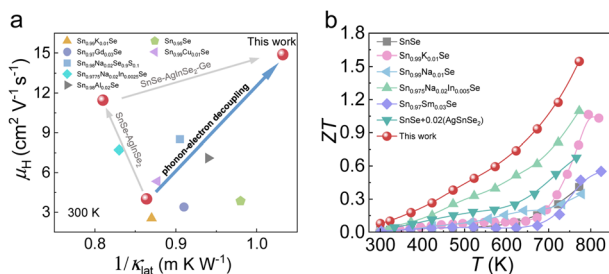 a
This work
Sn0.99K0.01Se
Sn0.97Gd0.03Se
Sn0.98Na0.02Se0.9S0.1
Sn0.9775Na0.02In0.0025Se
Sn0.98Al0.02Se
Sn0.95Se
Sn0.99Cu0.01Se
SnSe-AgInSe2-Ge
SnSe-AgInSe2
phonon-electron decoupling
300 K
μH (cm2 V-1 s-1)
15
12
9
6
3
0.8 0.9 1.0
1/κlat (m K W-1)
b
SnSe
Sn0.99K0.01Se
Sn0.99Na0.01Se
Sn0.975Na0.02In0.005Se
Sn0.97Sm0.03Se
SnSe+0.02(AgSnSe2)
This work
ZT
1.8
1.5
1.2
0.9
0.6
0.3
0.0
300 400 500 600 700 800
T (K)